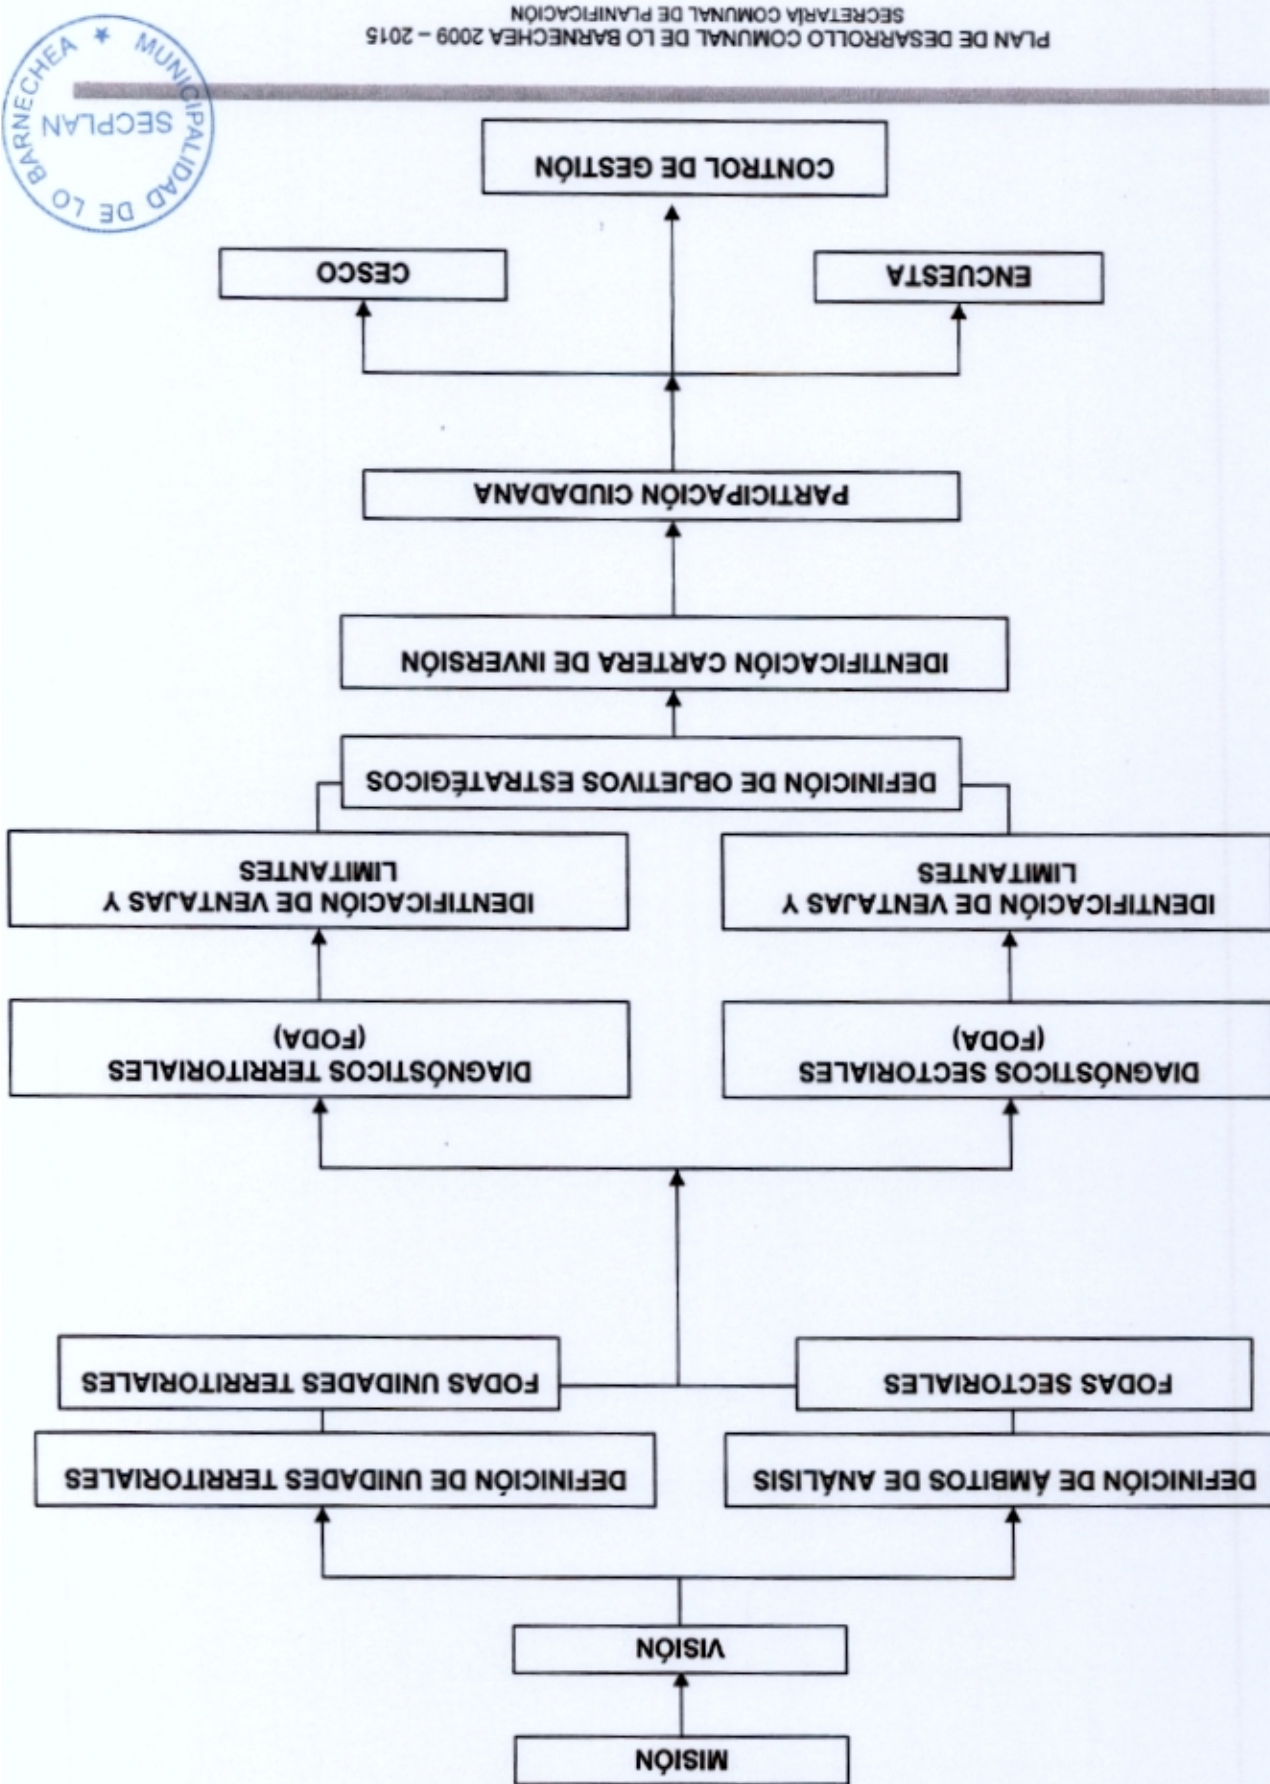 MISIÓN
VISIÓN
DEFINICIÓN DE ÁMBITOS DE ANÁLISIS
DEFINICIÓN DE UNIDADES TERRITORIALES
FODAS SECTORIALES
FODAS UNIDADES TERRITORIALES
DIAGNÓSTICOS SECTORIALES
(FODA)
DIAGNÓSTICOS TERRITORIALES
(FODA)
IDENTIFICACIÓN DE VENTAJAS Y
LIMITANTES
IDENTIFICACIÓN DE VENTAJAS Y
LIMITANTES
DEFINICIÓN DE OBJETIVOS ESTRATÉGICOS
IDENTIFICACIÓN CARTERA DE INVERSIÓN
PARTICIPACIÓN CIUDADANA
ENCUESTA
CESCO
CONTROL DE GESTIÓN
PLAN DE DESARROLLO COMUNAL DE LO BARNECHEA 2009 – 2015
SECRETARÍA COMUNAL DE PLANIFICACIÓN
MUNICIPALIDAD DE LO BARNECHEA *
SECPLAN